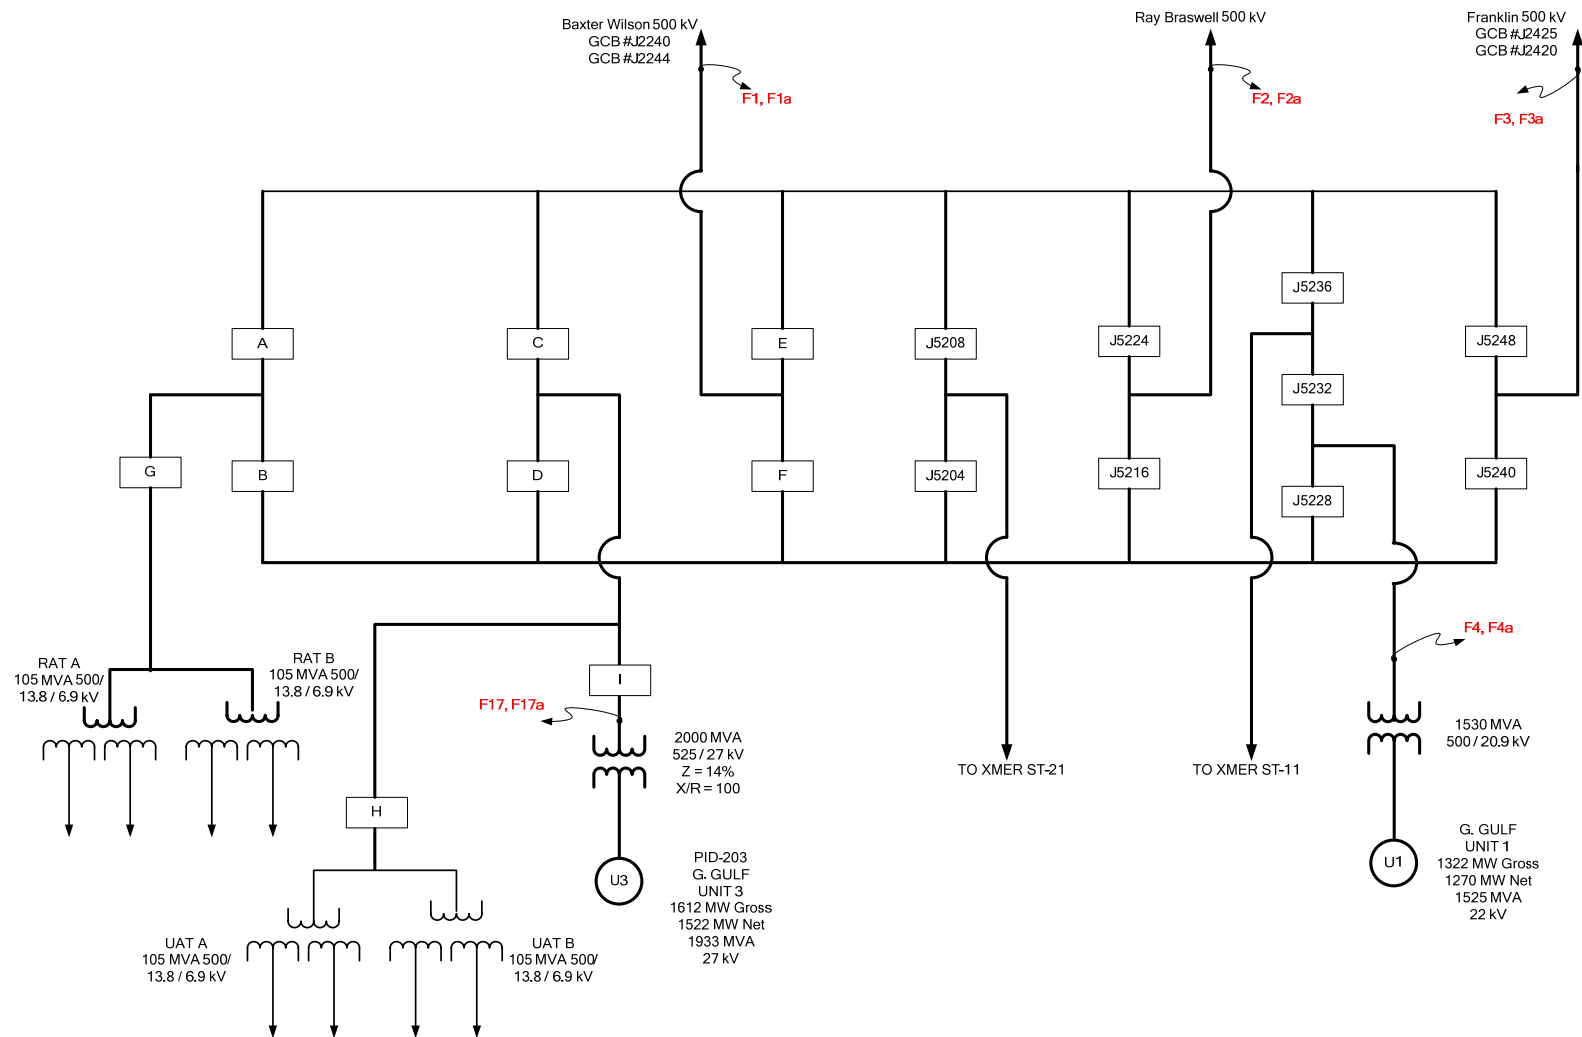 Baxter Wilson 500 kV
GCB #J2240
GCB #J2244
Ray Braswell 500 kV
Franklin 500 kV
GCB #J2425
GCB #J2420
F1, F1a
F2, F2a
F3, F3a
J5236
A
C
E
J5208
J5224
J5248
J5232
G
B
D
F
J5204
J5216
J5228
J5240
F4, F4a
RAT A
105 MVA 500/
13.8 / 6.9 kV
RAT B
105 MVA 500/
13.8 / 6.9 kV
I
F17, F17a
2000 MVA
525 / 27 kV
Z = 14%
X/R = 100
TO XMER ST-21
TO XMER ST-11
1530 MVA
500 / 20.9 kV
H
U3
PID-203
G. GULF
UNIT 3
1612 MW Gross
1522 MW Net
1933 MVA
27 kV
U1
G. GULF
UNIT 1
1322 MW Gross
1270 MW Net
1525 MVA
22 kV
UAT A
105 MVA 500/
13.8 / 6.9 kV
UAT B
105 MVA 500/
13.8 / 6.9 kV